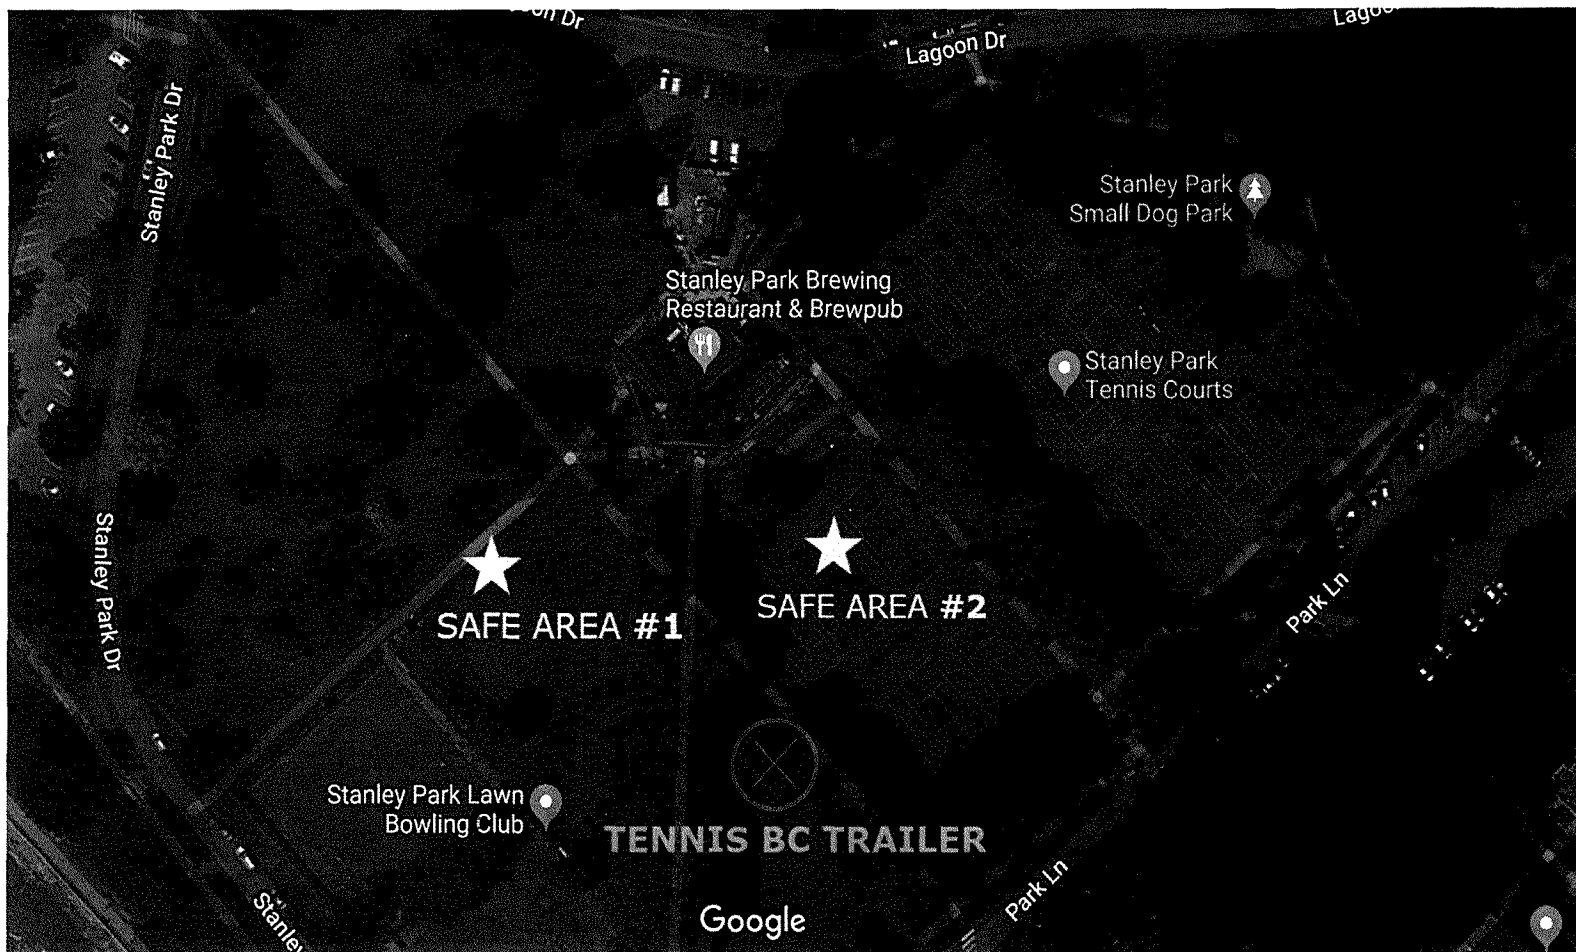 Lagoon Dr
Stanley Park Dr
Stanley Park
Small Dog Park
Stanley Park Brewing
Restaurant & Brewpub
Stanley Park
Tennis Courts
Stanley Park Dr
SAFE AREA #1
SAFE AREA #2
Park Ln
Stanley Park Lawn
Bowling Club
TENNIS BC TRAILER
Park Ln
Google